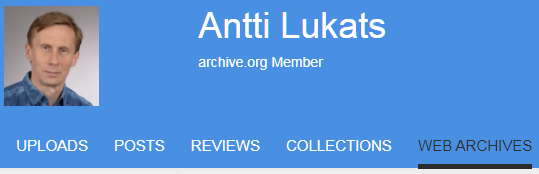 Antti Lukats
archive.org Member
UPLOADS POSTS REVIEWS COLLECTIONS WEB ARCHIVES